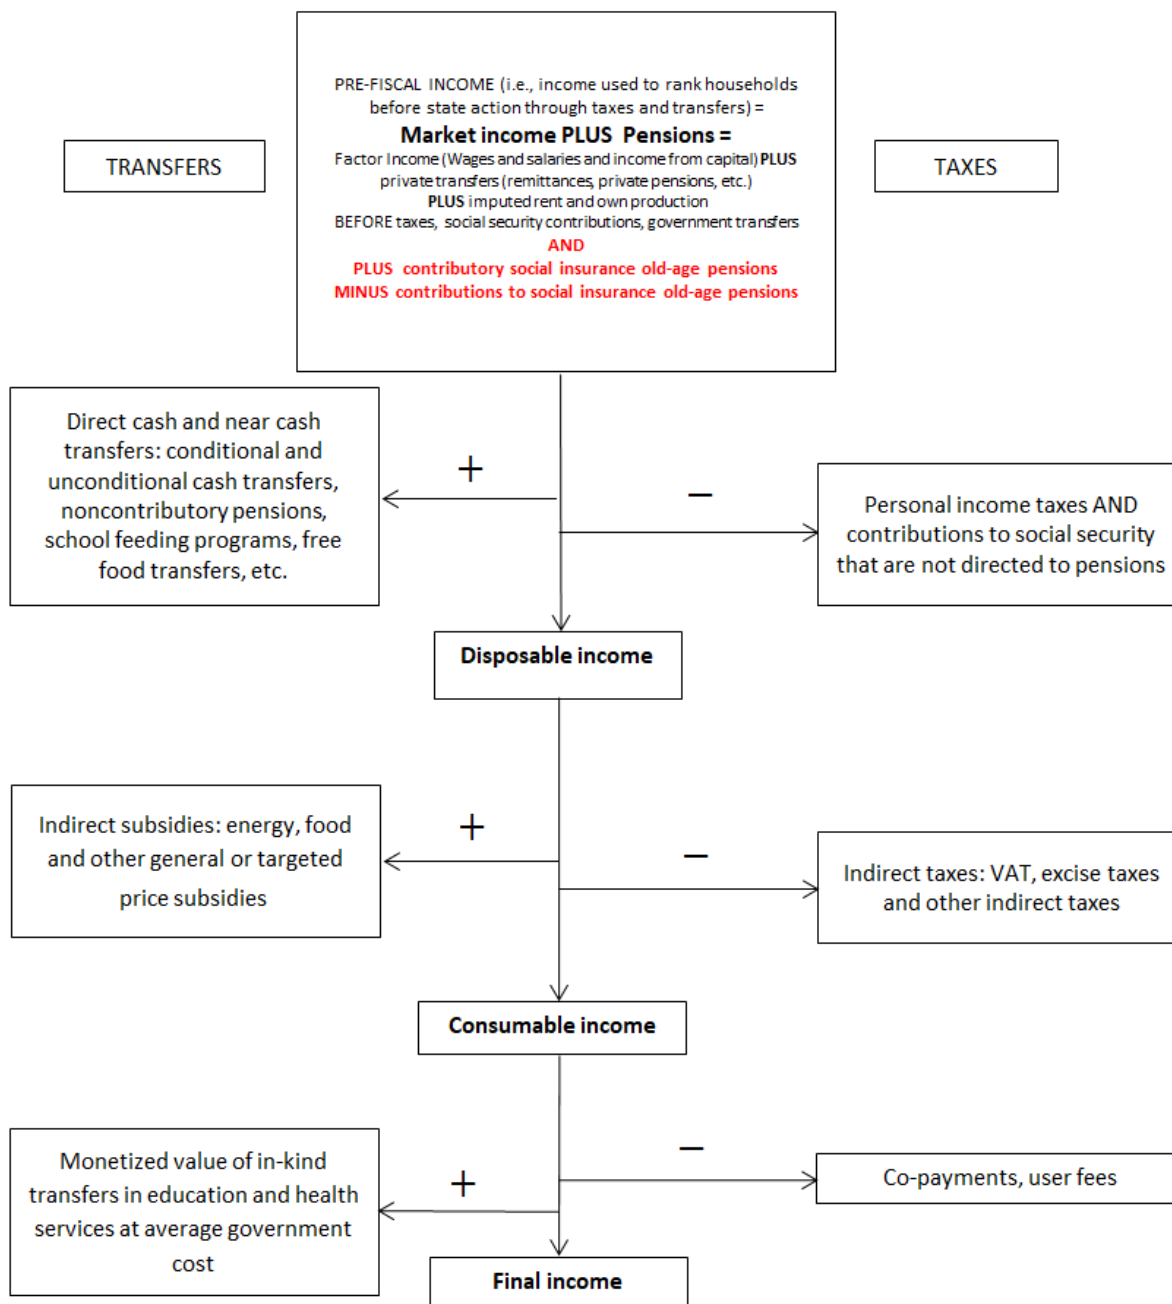 PRE-FISCAL INCOME (i.e., income used to rank households
before state action through taxes and transfers) =
Market income PLUS Pensions =
Factor Income (Wages and salaries and income from capital) PLUS
private transfers (remittances, private pensions, etc.)
PLUS imputed rent and own production
BEFORE taxes, social security contributions, government transfers
AND
PLUS contributory social insurance old-age pensions
MINUS contributions to social insurance old-age pensions
TRANSFERS
TAXES
Direct cash and near cash
transfers: conditional and
unconditional cash transfers,
noncontributory pensions,
school feeding programs, free
food transfers, etc.
+
−
Personal income taxes AND
contributions to social security
that are not directed to pensions
Disposable income
Indirect subsidies: energy, food
and other general or targeted
price subsidies
+
−
Indirect taxes: VAT, excise taxes
and other indirect taxes
Consumable income
Monetized value of in-kind
transfers in education and health
services at average government
cost
+
−
Co-payments, user fees
Final income